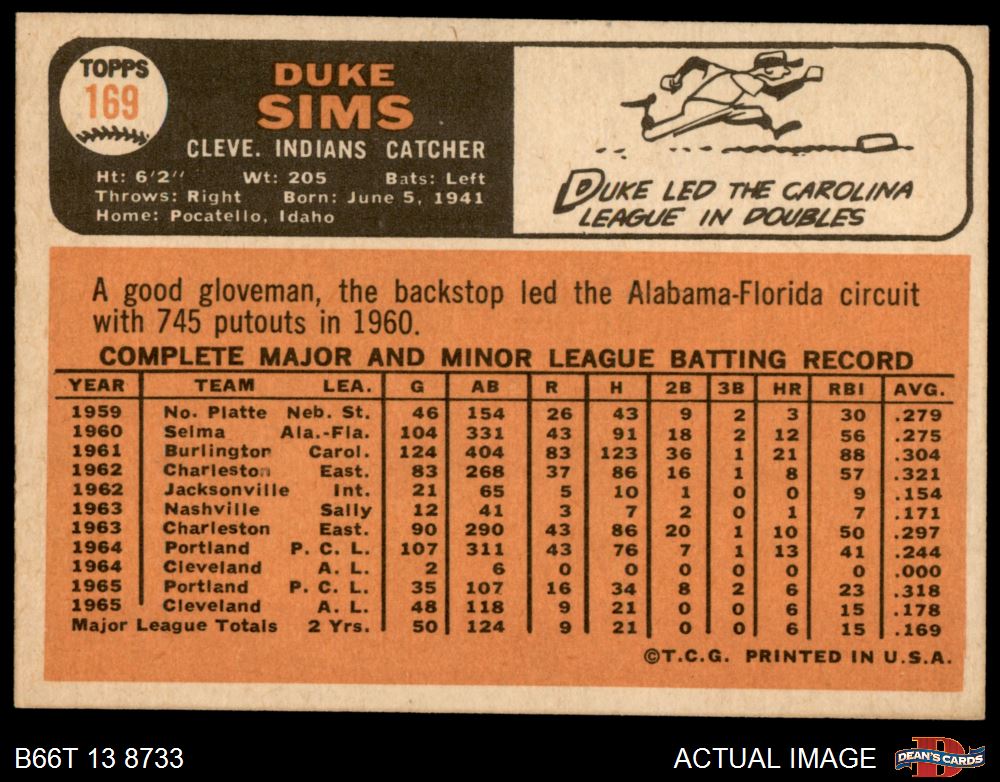 TOPPS
169
DUKE
SIMS
CLEVE. INDIANS CATCHER
Ht: 6'2" Wt: 205 Bats: Left
Throws: Right Born: June 5, 1941
Home: Pocatello, Idaho
DUKE LED THE CAROLINA
LEAGUE IN DOUBLES
A good gloveman, the backstop led the Alabama-Florida circuit
with 745 putouts in 1960.
COMPLETE MAJOR AND MINOR LEAGUE BATTING RECORD
YEAR TEAM LEA. G AB R H 2B 3B HR RBI AVG.
1959 No. Platte Neb. St. 46 154 26 43 9 2 3 30 .279
1960 Selma Ala.-Fla. 104 331 43 91 18 2 12 56 .275
1961 Burlington Carol. 124 404 83 123 36 1 21 88 .304
1962 Charleston East. 83 268 37 86 16 1 8 57 .321
1962 Jacksonville Int. 21 65 5 10 1 0 0 9 .154
1963 Nashville Sally 12 41 3 7 2 0 1 7 .171
1963 Charleston East. 90 290 43 86 20 1 10 50 .297
1964 Portland P. C. L. 107 311 43 76 7 1 13 41 .244
1964 Cleveland A. L. 2 6 0 0 0 0 0 0 .000
1965 Portland P. C. L. 35 107 16 34 8 2 6 23 .318
1965 Cleveland A. L. 48 118 9 21 0 0 6 15 .178
Major League Totals 2 Yrs. 50 124 9 21 0 0 6 15 .169
©T.C.G. PRINTED IN U.S.A.
B66T 13 8733
ACTUAL IMAGE
D
DEAN'S CARDS